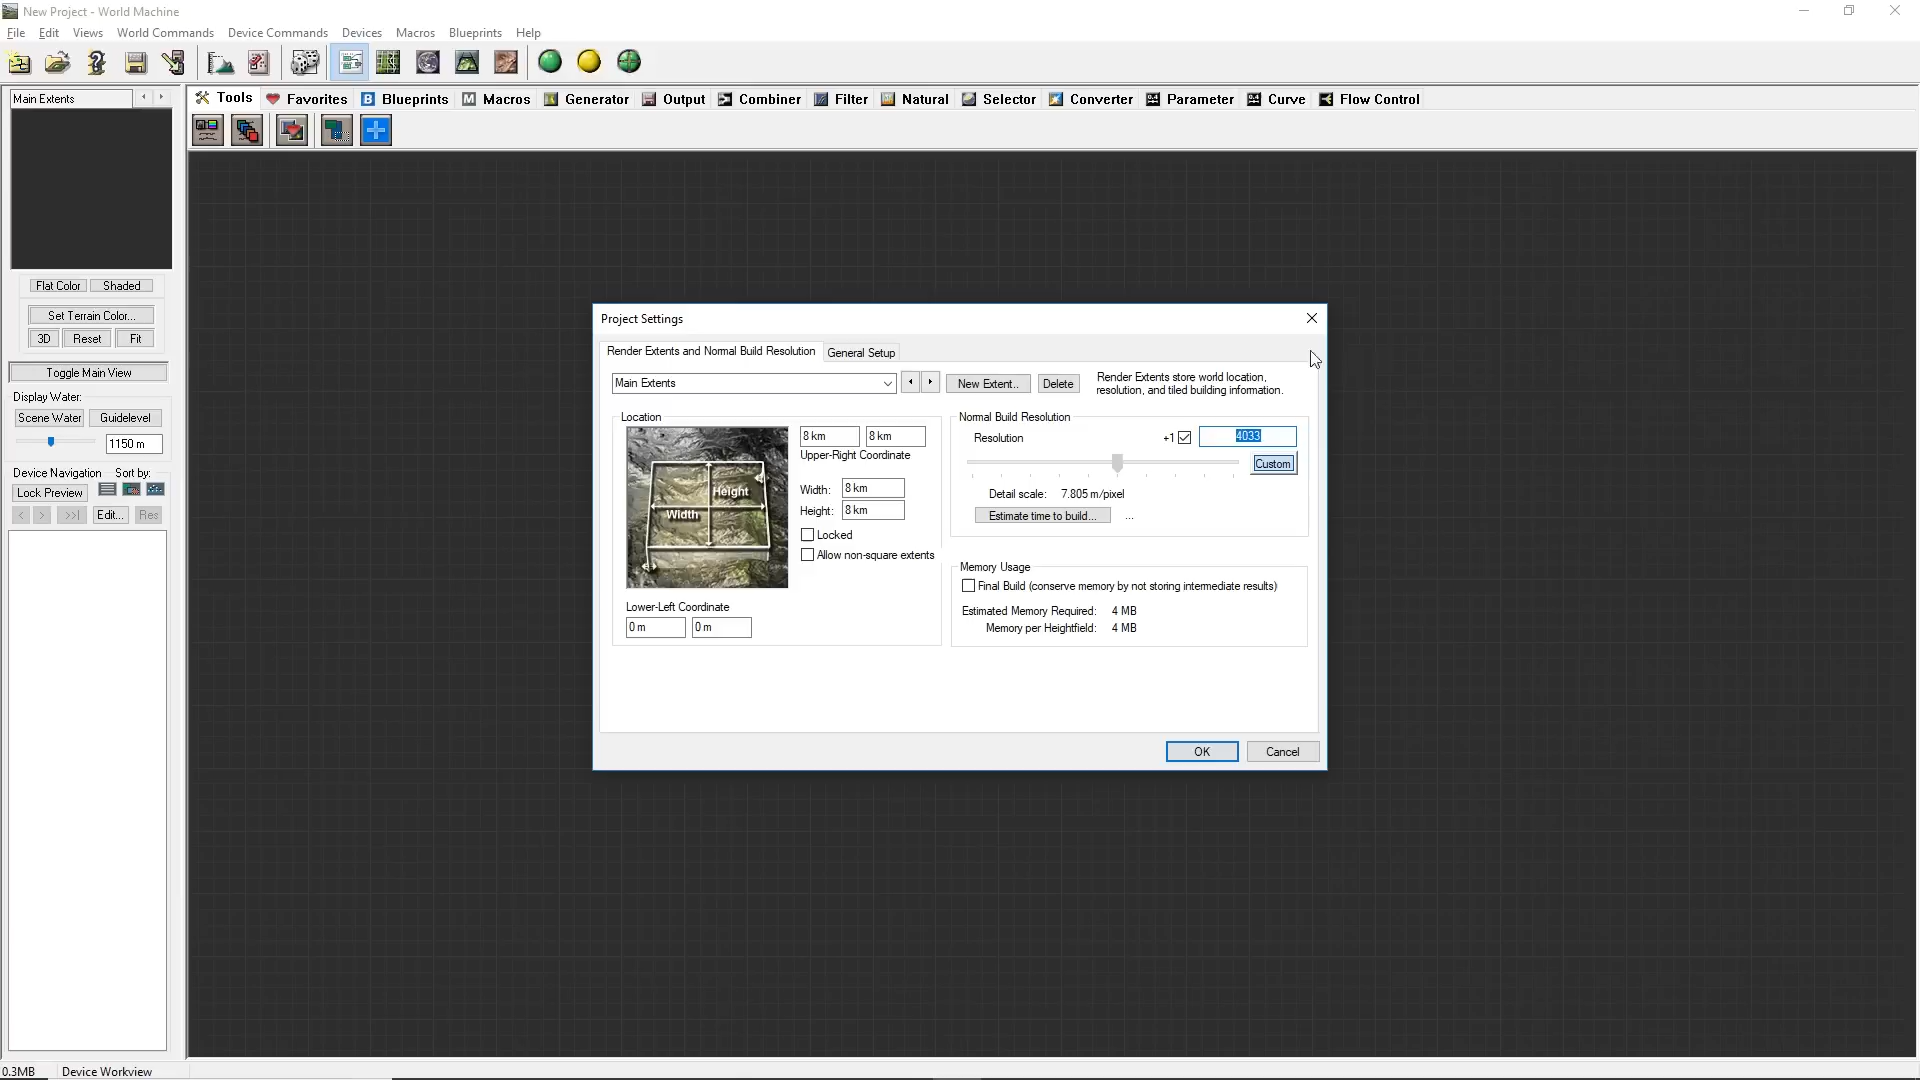 New Project - World Machine
File Edit Views World Commands Device Commands Devices Macros Blueprints Help
Main Extents
Tools Favorites B Blueprints M Macros Generator Output Combiner Filter Natural Selector Converter 0.4 Parameter 0.4 Curve Flow Control
Flat Color Shaded
Set Terrain Color...
3D Reset Fit
Toggle Main View
Display Water:
Scene Water Guidelevel
1150 m
Device Navigation Sort by:
Lock Preview
< > >>| Edit... Res
Project Settings
Render Extents and Normal Build Resolution General Setup
Main Extents
New Extent.. Delete
Render Extents store world location,
resolution, and tiled building information.
Location
8 km 8 km
Upper-Right Coordinate
Height
Width
Width: 8 km
Height: 8 km
Locked
Allow non-square extents
Lower-Left Coordinate
0 m 0 m
Normal Build Resolution
Resolution +1 4033
Custom
Detail scale: 7.805 m/pixel
Estimate time to build... ...
Memory Usage
Final Build (conserve memory by not storing intermediate results)
Estimated Memory Required: 4 MB
Memory per Heightfield: 4 MB
OK Cancel
0.3MB Device Workview